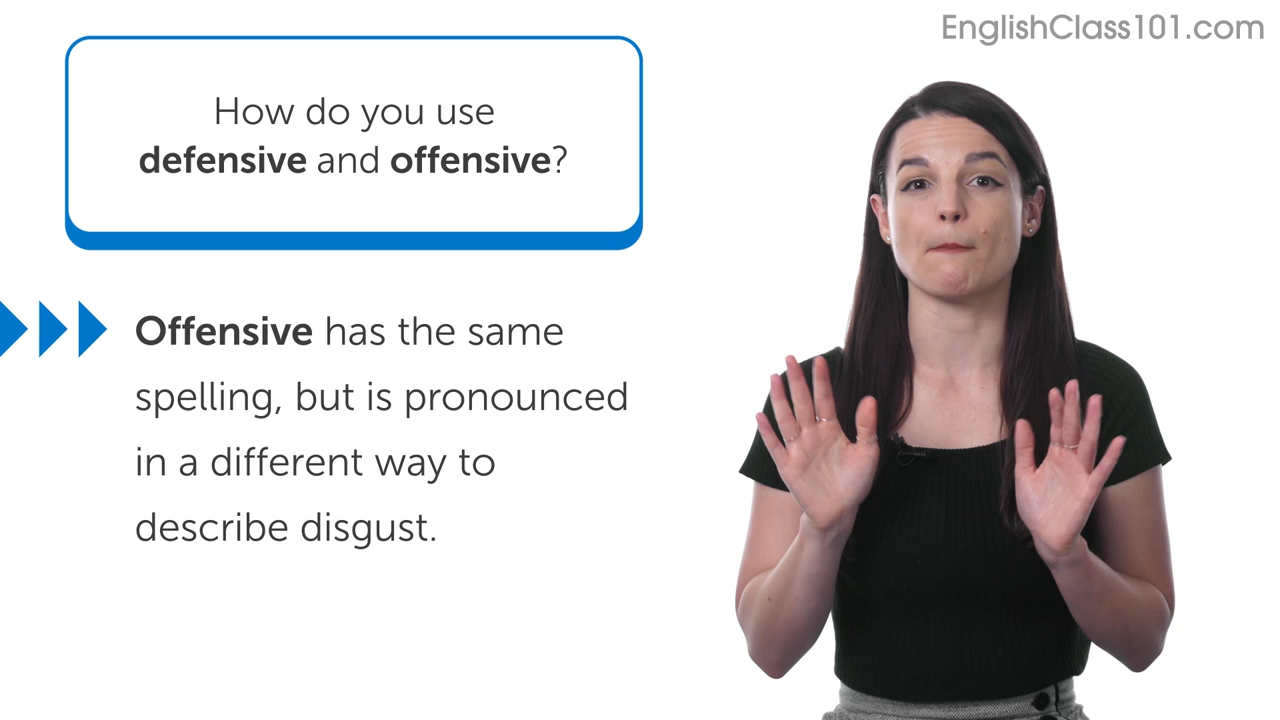 EnglishClass101.com
How do you use
defensive and offensive?
Offensive has the same
spelling, but is pronounced
in a different way to
describe disgust.